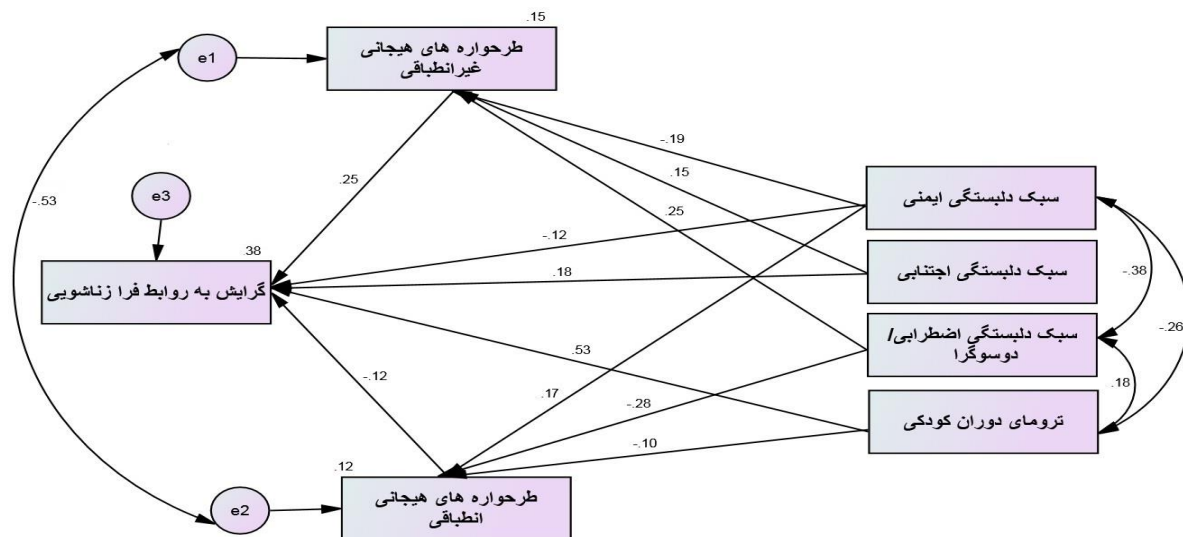 .15
طرحواره های هیجانی
غیرانطباقی
e1
-.19
.15
سبک دلبستگی ایمنی
.25
.25
-.53
e3
-.12
-.38
.38
سبک دلبستگی اجتنابی
.18
گرایش به روابط فرا زناشویی
-.26
سبک دلبستگی اضطرابی/
دوسوگرا
.53
.18
-.12
.17
-.28
ترومای دوران کودکی
-.10
.12
طرحواره های هیجانی
انطباقی
e2